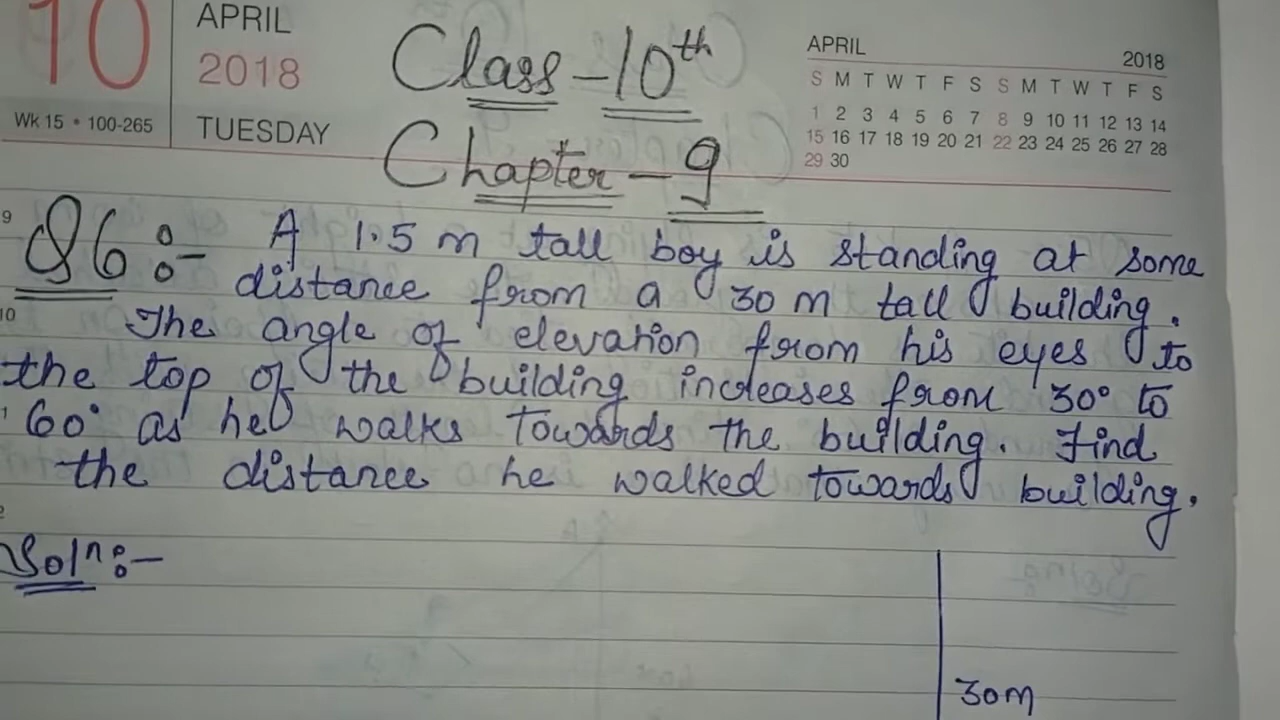 10
APRIL
2018
Wk 15 • 100-265
TUESDAY
Class - 10th
Chapter - 9
APRIL 2018
S M T W T F S S M T W T F S
1 2 3 4 5 6 7 8 9 10 11 12 13 14
15 16 17 18 19 20 21 22 23 24 25 26 27 28
29 30
9
Q6:- A 1.5 m tall boy is standing at some
distance from a 30 m tall building.
10
The angle of elevation from his eyes to
the top of the building increases from 30° to
60° as he walks towards the building. Find
the distance he walked towards building.
Soln:-
30m